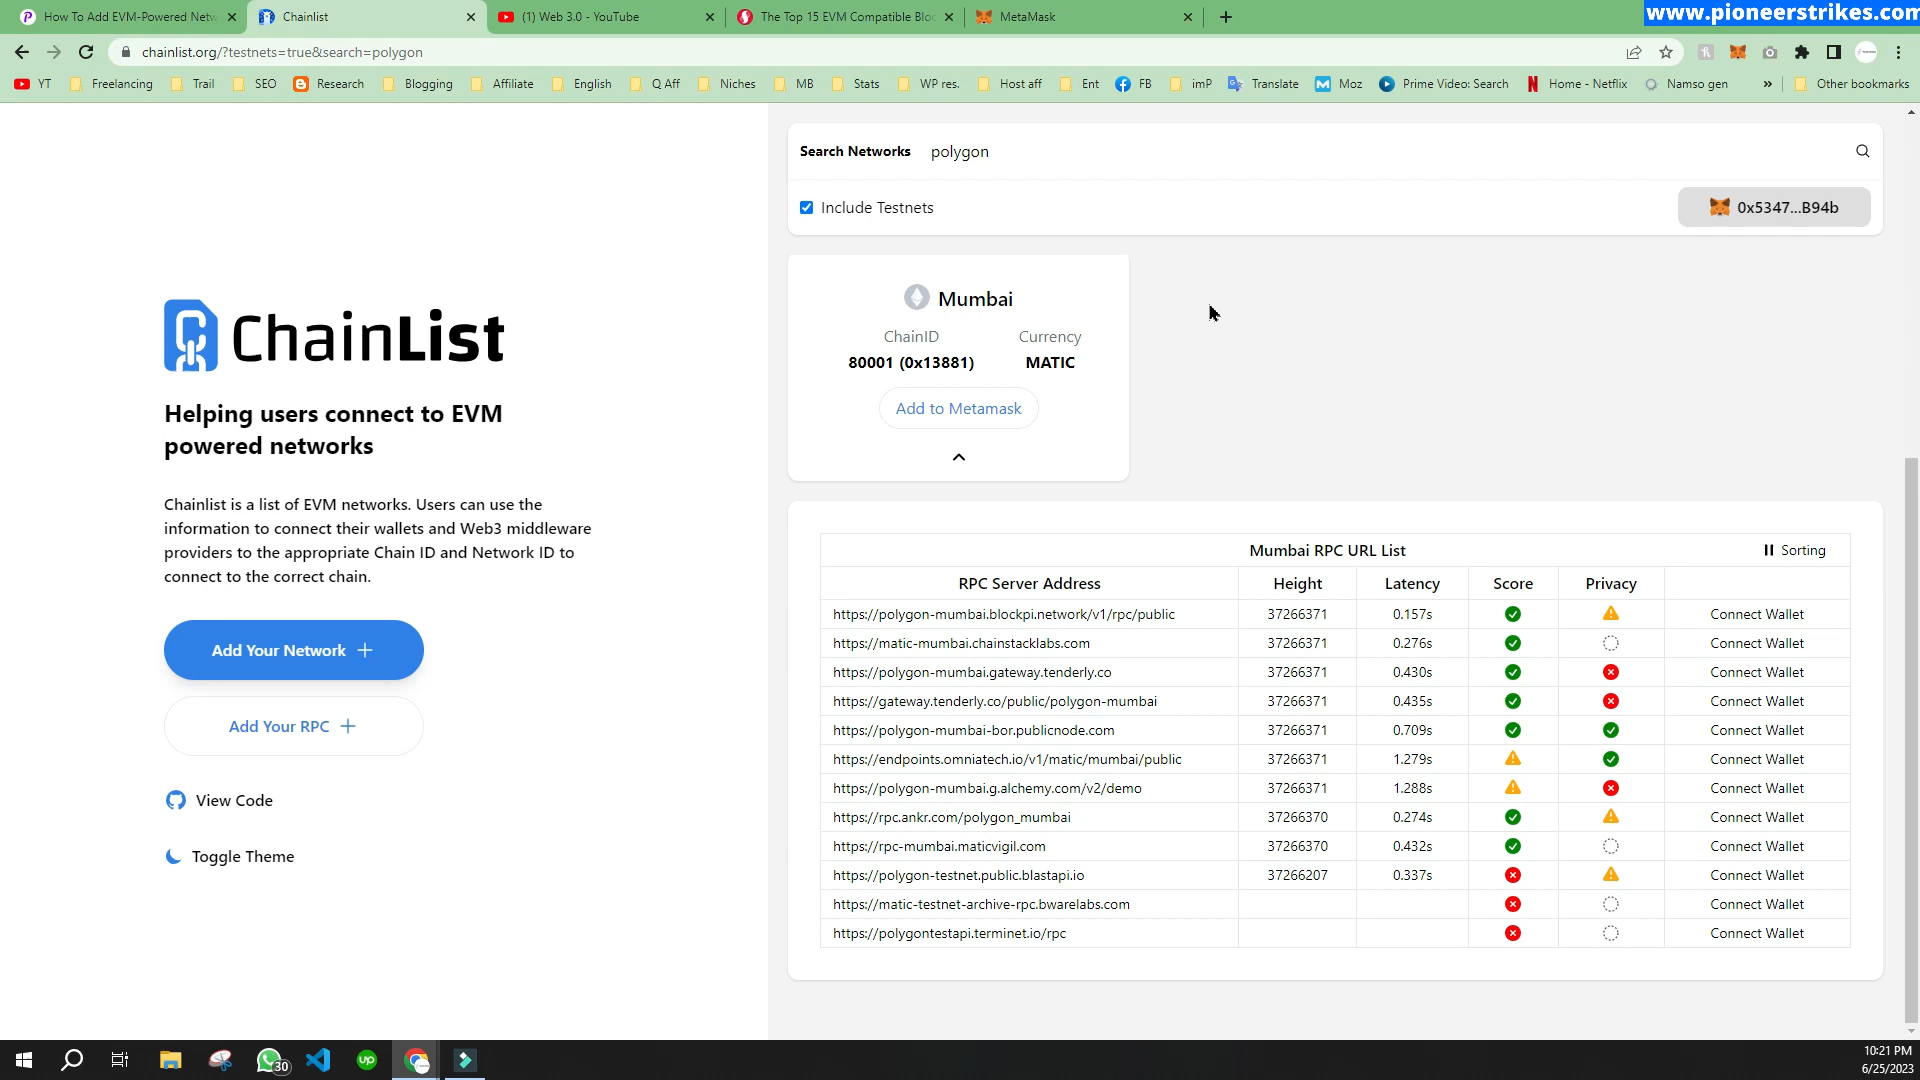 How To Add EVM-Powered Netw
Chainlist
(1) Web 3.0 - YouTube
The Top 15 EVM Compatible Bloc
MetaMask
www.pioneerstrikes.com
chainlist.org/?testnets=true&search=polygon
YT
Freelancing
Trail
SEO
Research
Blogging
Affiliate
English
Q Aff
Niches
MB
Stats
WP res.
Host aff
Ent
FB
imP
Translate
Moz
Prime Video: Search
Home - Netflix
Namso gen
»
Other bookmarks
Search Networks polygon
Include Testnets
0x5347...B94b
Mumbai
ChainID Currency
80001 (0x13881) MATIC
Add to Metamask
ChainList
Helping users connect to EVM
powered networks
Chainlist is a list of EVM networks. Users can use the
information to connect their wallets and Web3 middleware
providers to the appropriate Chain ID and Network ID to
connect to the correct chain.
Add Your Network +
Add Your RPC +
View Code
Toggle Theme
Mumbai RPC URL List Sorting
RPC Server Address Height Latency Score Privacy
https://polygon-mumbai.blockpi.network/v1/rpc/public 37266371 0.157s Connect Wallet
https://matic-mumbai.chainstacklabs.com 37266371 0.276s Connect Wallet
https://polygon-mumbai.gateway.tenderly.co 37266371 0.430s Connect Wallet
https://gateway.tenderly.co/public/polygon-mumbai 37266371 0.435s Connect Wallet
https://polygon-mumbai-bor.publicnode.com 37266371 0.709s Connect Wallet
https://endpoints.omniatech.io/v1/matic/mumbai/public 37266371 1.279s Connect Wallet
https://polygon-mumbai.g.alchemy.com/v2/demo 37266371 1.288s Connect Wallet
https://rpc.ankr.com/polygon_mumbai 37266370 0.274s Connect Wallet
https://rpc-mumbai.maticvigil.com 37266370 0.432s Connect Wallet
https://polygon-testnet.public.blastapi.io 37266207 0.337s Connect Wallet
https://matic-testnet-archive-rpc.bwarelabs.com Connect Wallet
https://polygontestapi.terminet.io/rpc Connect Wallet
30
up
10:21 PM
6/25/2023